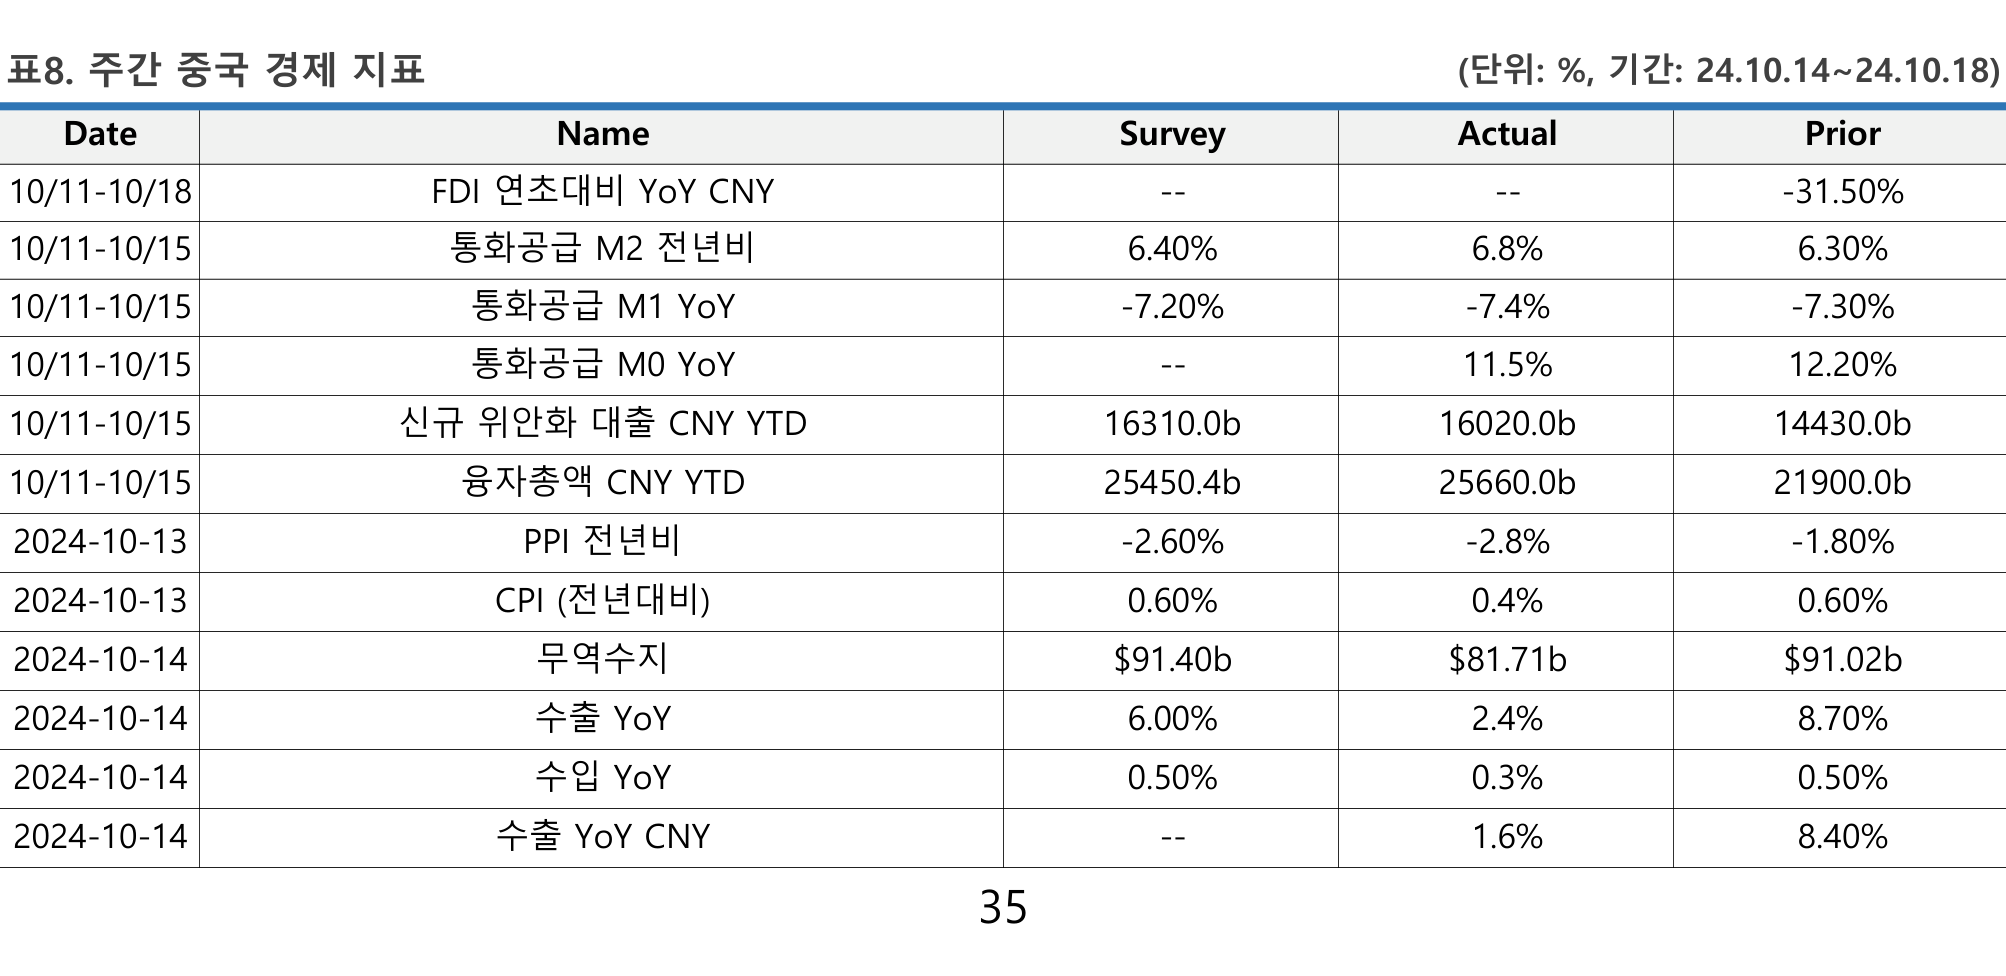 표8. 주간 중국 경제 지표 (단위: %, 기간: 24.10.14~24.10.18)
Date Name Survey Actual Prior
10/11-10/18 FDI 연초대비 YoY CNY -- -- -31.50%
10/11-10/15 통화공급 M2 전년비 6.40% 6.8% 6.30%
10/11-10/15 통화공급 M1 YoY -7.20% -7.4% -7.30%
10/11-10/15 통화공급 M0 YoY -- 11.5% 12.20%
10/11-10/15 신규 위안화 대출 CNY YTD 16310.0b 16020.0b 14430.0b
10/11-10/15 융자총액 CNY YTD 25450.4b 25660.0b 21900.0b
2024-10-13 PPI 전년비 -2.60% -2.8% -1.80%
2024-10-13 CPI (전년대비) 0.60% 0.4% 0.60%
2024-10-14 무역수지 $91.40b $81.71b $91.02b
2024-10-14 수출 YoY 6.00% 2.4% 8.70%
2024-10-14 수입 YoY 0.50% 0.3% 0.50%
2024-10-14 수출 YoY CNY -- 1.6% 8.40%
35